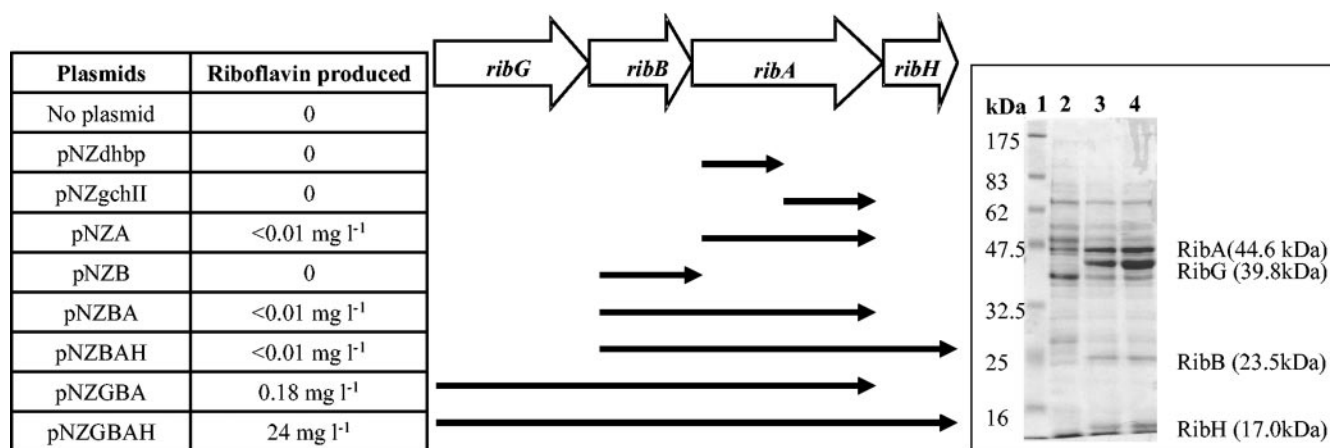 Plasmids Riboflavin produced
No plasmid 0
pNZdhbp 0
pNZgchII 0
pNZA <0.01 mg l⁻¹
pNZB 0
pNZBA <0.01 mg l⁻¹
pNZBAH <0.01 mg l⁻¹
pNZGBA 0.18 mg l⁻¹
pNZGBAH 24 mg l⁻¹
ribG ribB ribA ribH
kDa 1 2 3 4
175
83
62
47.5
32.5
25
16
RibA(44.6 kDa)
RibG (39.8kDa)
RibB (23.5kDa)
RibH (17.0kDa)